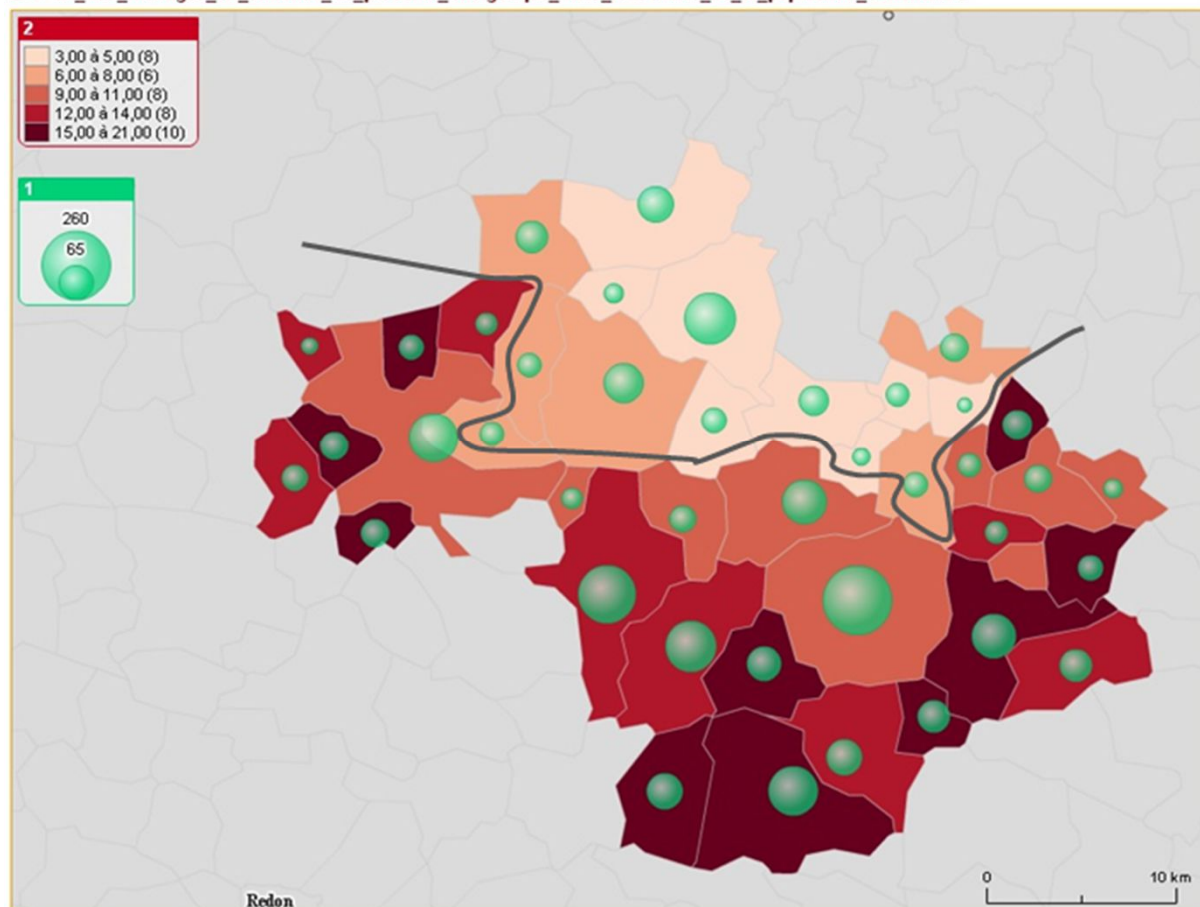 2
3,00 à 5,00 (8)
6,00 à 8,00 (6)
9,00 à 11,00 (8)
12,00 à 14,00 (8)
15,00 à 21,00 (10)
1
260
65
0 10 km
Redon